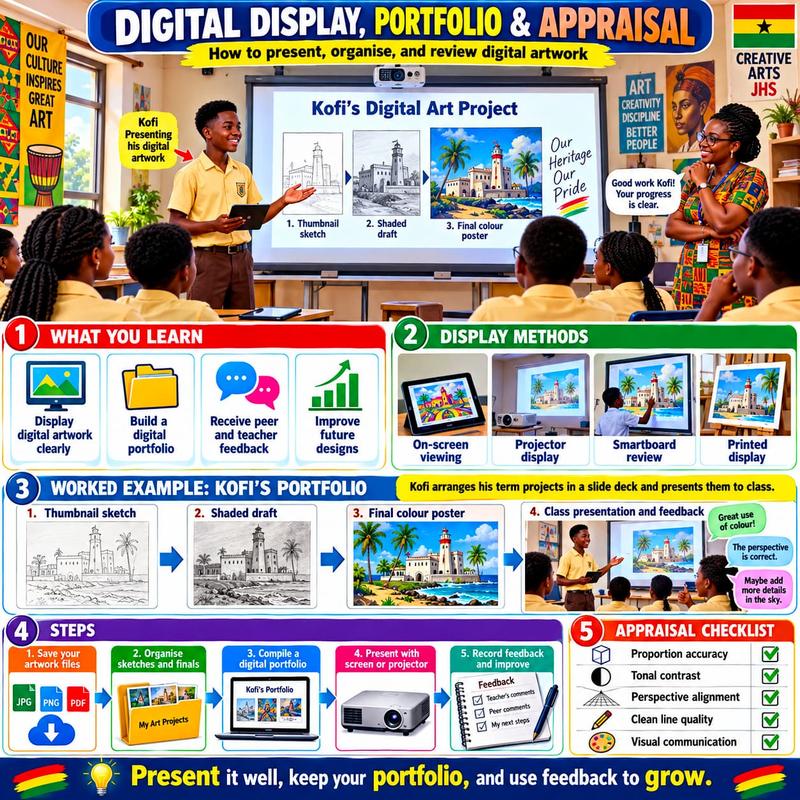 DIGITAL DISPLAY, PORTFOLIO & APPRAISAL
How to present, organise, and review digital artwork
CREATIVE
ARTS
JHS
OUR
CULTURE
INSPIRES
GREAT
ART
Kofi
Presenting
his digital
artwork
Kofi's Digital Art Project
1. Thumbnail
sketch
2. Shaded
draft
3. Final colour
poster
Our
Heritage
Our
Pride
ART
CREATIVITY
DISCIPLINE
BETTER
PEOPLE
Good work Kofi!
Your progress
is clear.
1 WHAT YOU LEARN
Display
digital artwork
clearly
Build a
digital
portfolio
Receive peer
and teacher
feedback
Improve
future
designs
2 DISPLAY METHODS
On-screen
viewing
Projector
display
Smartboard
review
Printed
display
3 WORKED EXAMPLE: KOFI'S PORTFOLIO
Kofi arranges his term projects in a slide deck and presents them to class.
1. Thumbnail sketch
2. Shaded draft
3. Final colour poster
4. Class presentation and feedback
Great use
of colour!
The perspective
is correct.
Maybe add
more details
in the sky.
4 STEPS
1. Save your
artwork files
JPG PNG PDF
2. Organise
sketches and finals
My Art Projects
3. Compile a
digital portfolio
Kofi's Portfolio
4. Present with
screen or projector
5. Record feedback
and improve
Feedback
Teacher's comments
Peer comments
My next steps
5 APPRAISAL CHECKLIST
Proportion accuracy
Tonal contrast
Perspective alignment
Clean line quality
Visual communication
Present it well, keep your portfolio, and use feedback to grow.